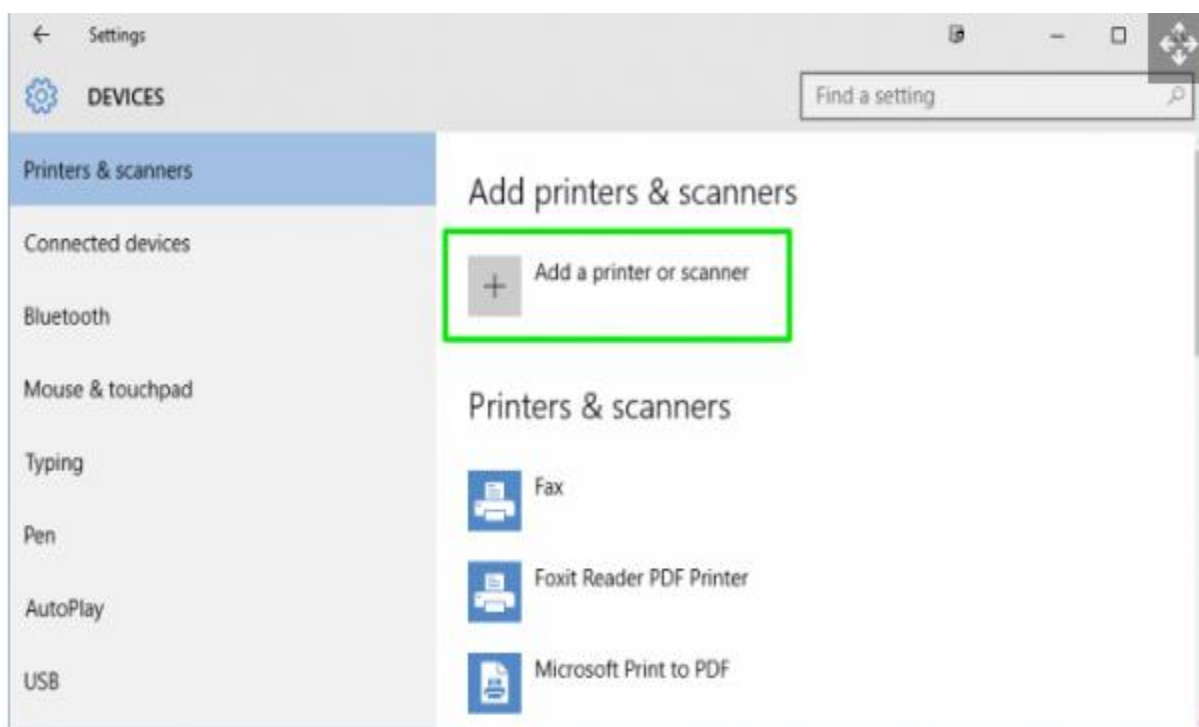 Settings
DEVICES
Find a setting
Printers & scanners
Connected devices
Bluetooth
Mouse & touchpad
Typing
Pen
AutoPlay
USB
Add printers & scanners
Add a printer or scanner
Printers & scanners
Fax
Foxit Reader PDF Printer
Microsoft Print to PDF